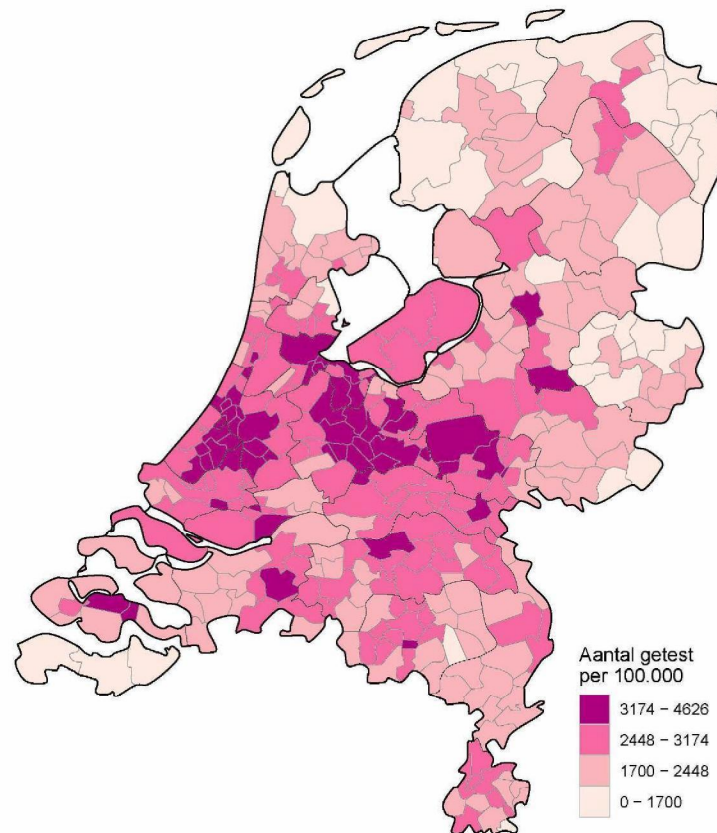 Aantal getest
per 100.000
3174 – 4626
2448 – 3174
1700 – 2448
0 – 1700